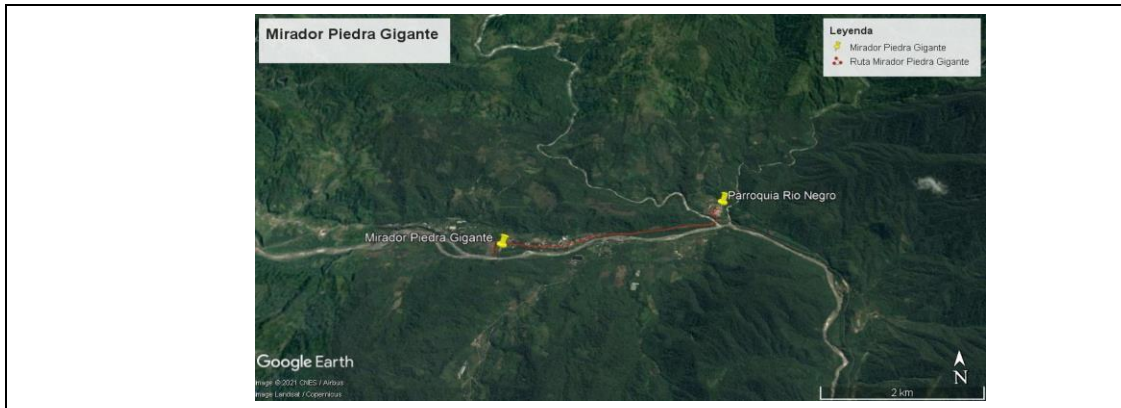 Mirador Piedra Gigante
Leyenda
Mirador Piedra Gigante
Ruta Mirador Piedra Gigante
Parroquia Rio Negro
Mirador Piedra Gigante
Google Earth
Image © 2021 CNES / Airbus
Image Landsat / Copernicus
N
2 km